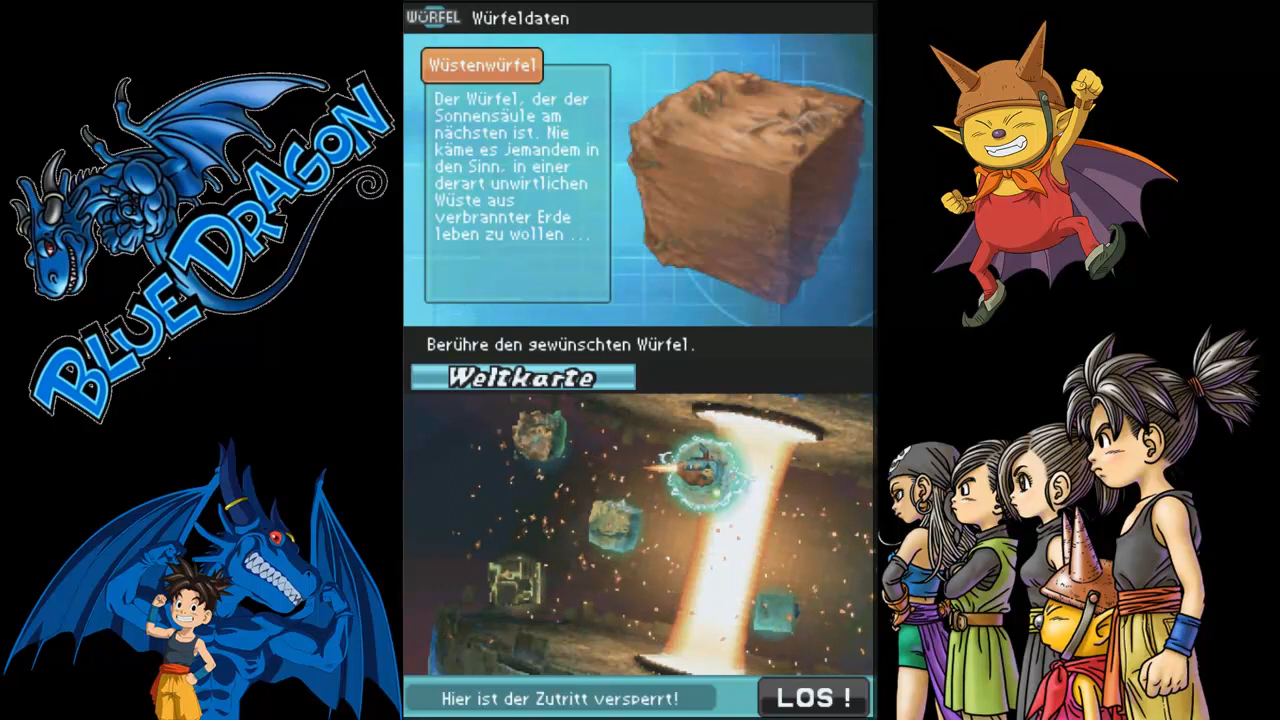 BLUE DRAGON
WÜRFEL Würfeldaten
Wüstenwürfel
Der Würfel, der der
Sonnensäule am
nächsten ist. Nie
käme es jemandem in
den Sinn, in einer
derart unwirtlichen
Wüste aus
verbrannter Erde
leben zu wollen ...
Berühre den gewünschten Würfel.
Weltkarte
Hier ist der Zutritt versperrt!
LOS !